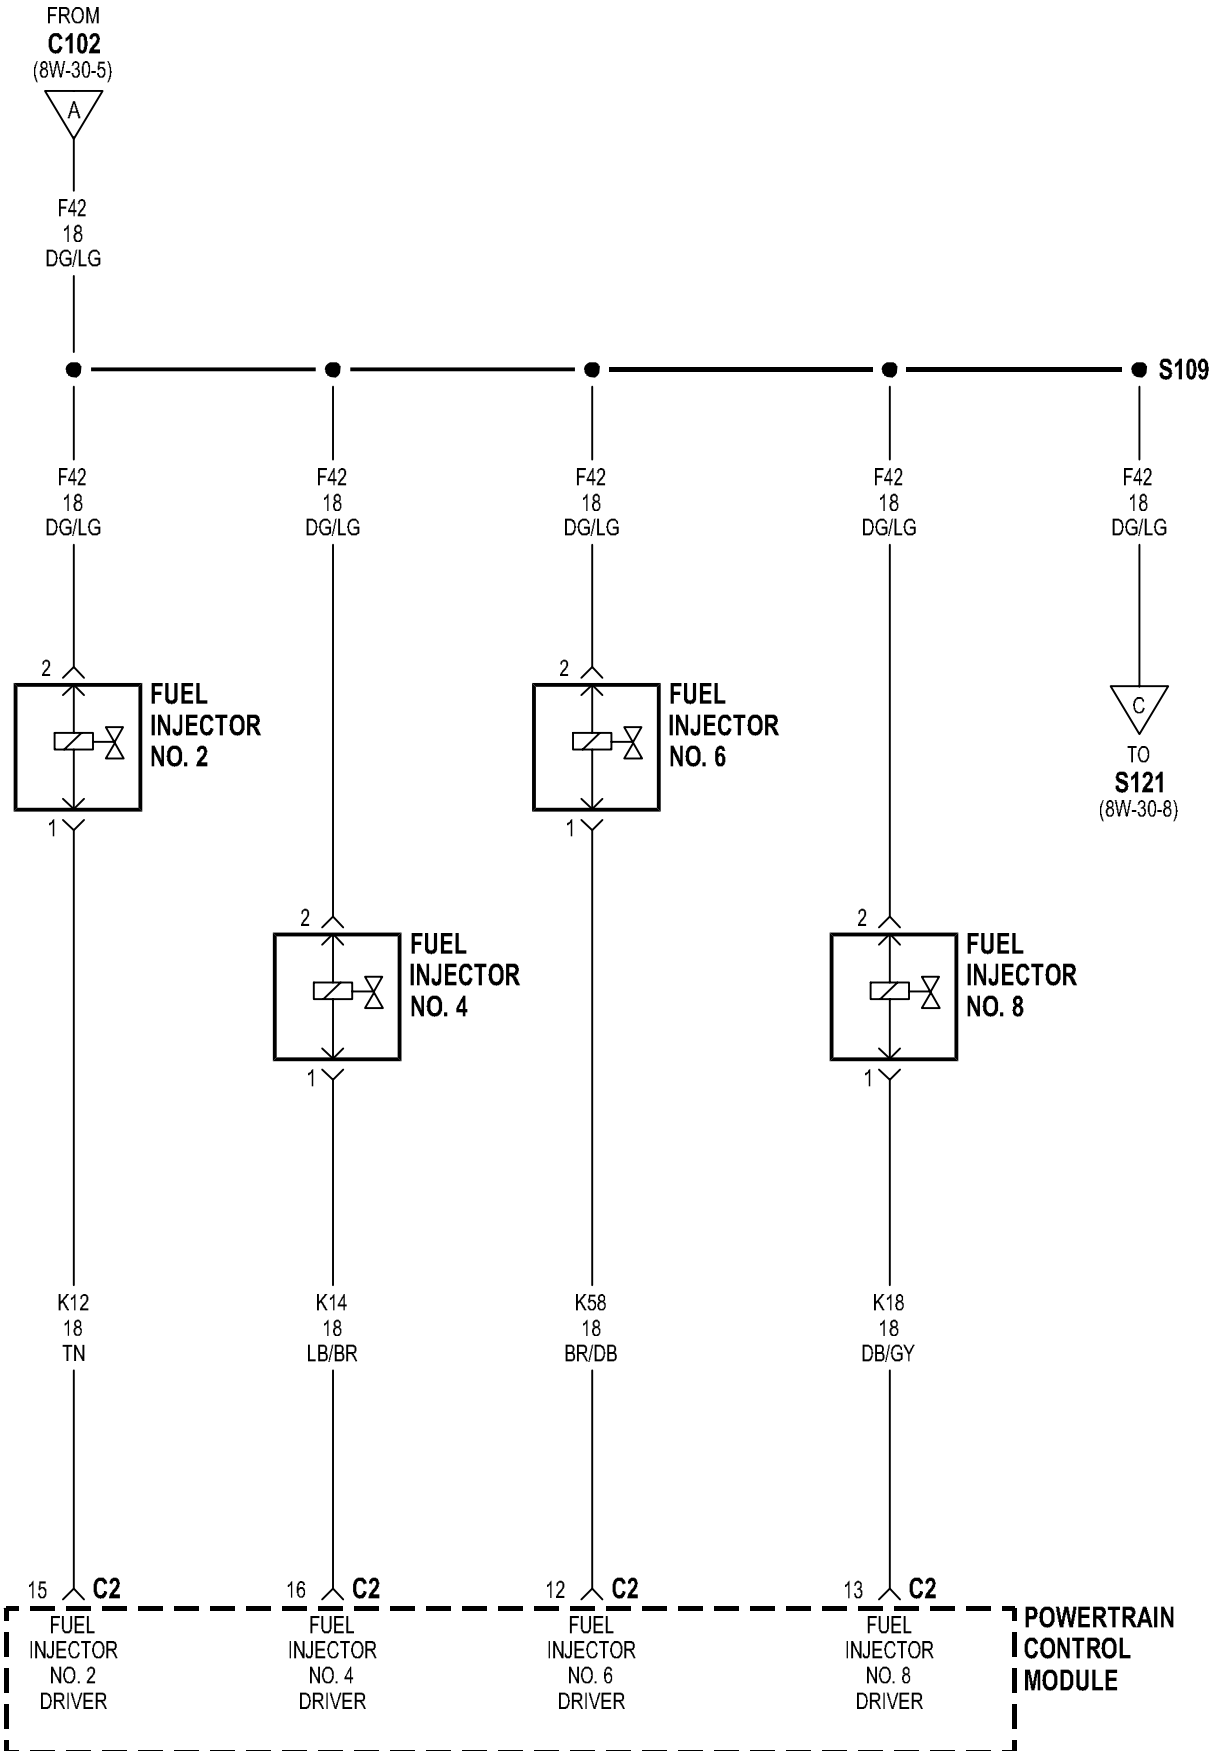 FROM
C102
(8W-30-5)
A
F42
18
DG/LG
S109
F42
18
DG/LG
F42
18
DG/LG
F42
18
DG/LG
F42
18
DG/LG
F42
18
DG/LG
2
FUEL
INJECTOR
NO. 2
1
2
FUEL
INJECTOR
NO. 6
1
C
TO
S121
(8W-30-8)
2
FUEL
INJECTOR
NO. 4
1
2
FUEL
INJECTOR
NO. 8
1
K12
18
TN
K14
18
LB/BR
K58
18
BR/DB
K18
18
DB/GY
15 C2
16 C2
12 C2
13 C2
FUEL
INJECTOR
NO. 2
DRIVER
FUEL
INJECTOR
NO. 4
DRIVER
FUEL
INJECTOR
NO. 6
DRIVER
FUEL
INJECTOR
NO. 8
DRIVER
POWERTRAIN
CONTROL
MODULE